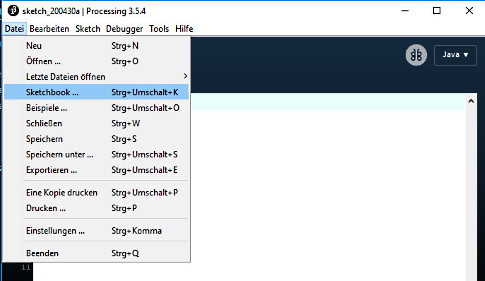 sketch_200430a | Processing 3.5.4
Datei Bearbeiten Sketch Debugger Tools Hilfe
Java ▼
Neu Strg+N
Öffnen ... Strg+O
Letzte Dateien öffnen
Sketchbook ... Strg+Umschalt+K
Beispiele ... Strg+Umschalt+O
Schließen Strg+W
Speichern Strg+S
Speichern unter ... Strg+Umschalt+S
Exportieren ... Strg+Umschalt+E
Eine Kopie drucken Strg+Umschalt+P
Drucken ... Strg+P
Einstellungen ... Strg+Komma
Beenden Strg+Q
11